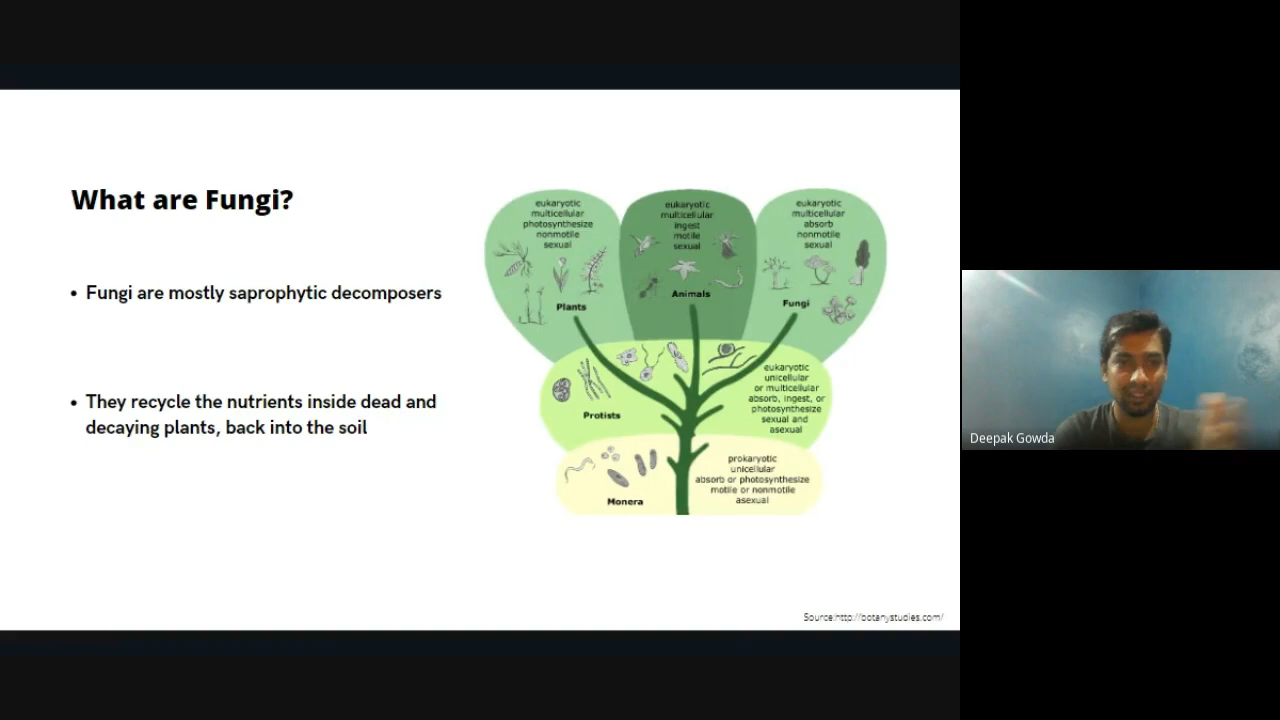 What are Fungi?
• Fungi are mostly saprophytic decomposers
• They recycle the nutrients inside dead and
decaying plants, back into the soil
eukaryotic
multicellular
photosynthesize
nonmotile
sexual
Plants
eukaryotic
multicellular
ingest
motile
sexual
Animals
eukaryotic
multicellular
absorb
nonmotile
sexual
Fungi
Protists
eukaryotic
unicellular
or multicellular
absorb, ingest, or
photosynthesize
sexual and
asexual
Monera
prokaryotic
unicellular
absorb or photosynthesize
motile or nonmotile
asexual
Source:http://botanystudies.com/
Deepak Gowda